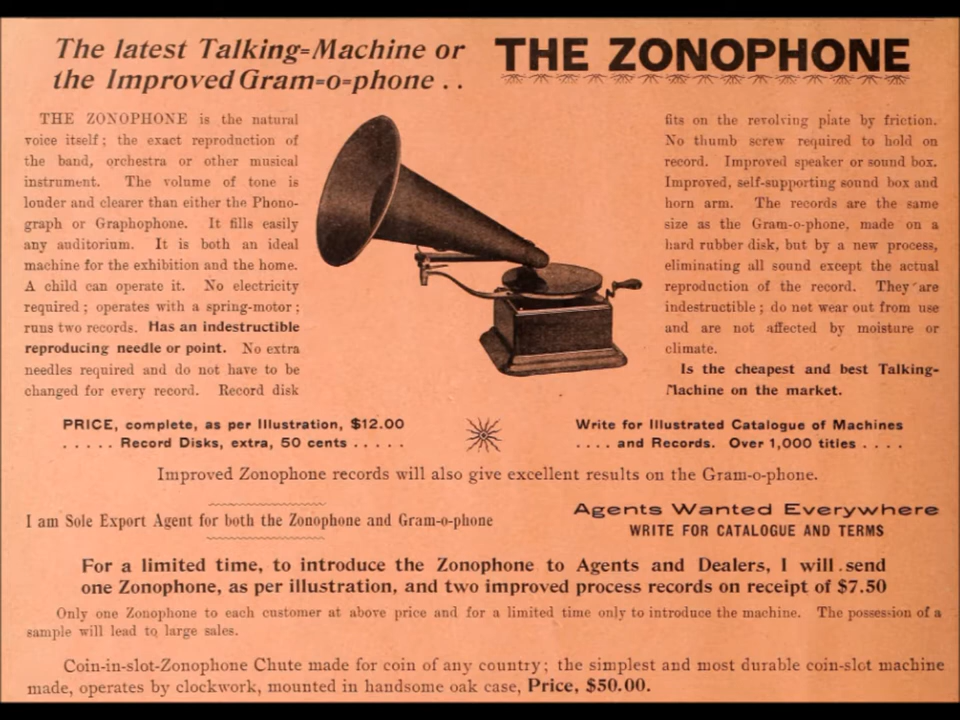 The latest Talking=Machine or
the Improved Gram=o=phone . .
THE ZONOPHONE
THE ZONOPHONE is the natural
voice itself; the exact reproduction of
the band, orchestra or other musical
instrument. The volume of tone is
louder and clearer than either the Phono-
graph or Graphophone. It fills easily
any auditorium. It is both an ideal
machine for the exhibition and the home.
A child can operate it. No electricity
required; operates with a spring-motor;
runs two records. Has an indestructible
reproducing needle or point. No extra
needles required and do not have to be
changed for every record. Record disk
fits on the revolving plate by friction.
No thumb screw required to hold on
record. Improved speaker or sound box.
Improved, self-supporting sound box and
horn arm. The records are the same
size as the Gram-o-phone, made on a
hard rubber disk, but by a new process,
eliminating all sound except the actual
reproduction of the record. They are
indestructible; do not wear out from use
and are not affected by moisture or
climate.
Is the cheapest and best Talking-
Machine on the market.
PRICE, complete, as per Illustration, $12.00
. . . . . Record Disks, extra, 50 cents . . . . .
Write for Illustrated Catalogue of Machines
. . . . and Records. Over 1,000 titles . . . .
Improved Zonophone records will also give excellent results on the Gram-o-phone.
I am Sole Export Agent for both the Zonophone and Gram-o-phone
Agents Wanted Everywhere
WRITE FOR CATALOGUE AND TERMS
For a limited time, to introduce the Zonophone to Agents and Dealers, I will send
one Zonophone, as per illustration, and two improved process records on receipt of $7.50
Only one Zonophone to each customer at above price and for a limited time only to introduce the machine. The possession of a
sample will lead to large sales.
Coin-in-slot-Zonophone Chute made for coin of any country; the simplest and most durable coin-slot machine
made, operates by clockwork, mounted in handsome oak case, Price, $50.00.